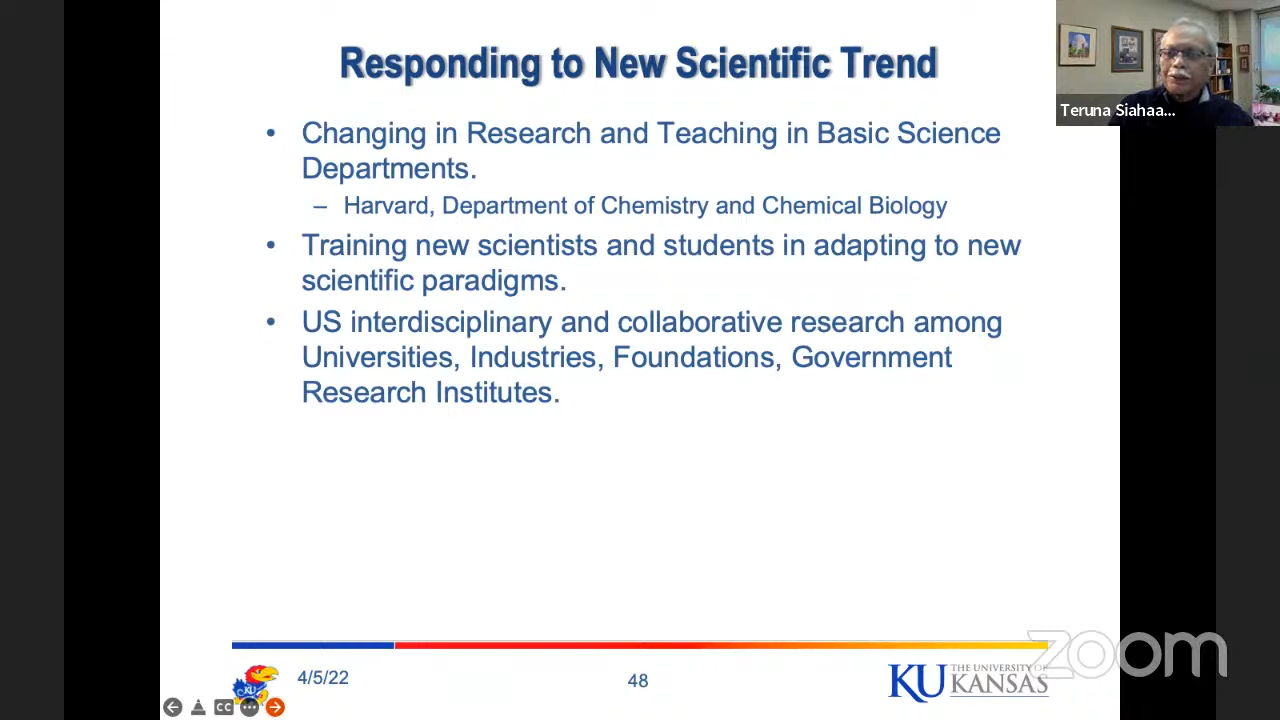 Responding to New Scientific Trend
• Changing in Research and Teaching in Basic Science
Departments.
– Harvard, Department of Chemistry and Chemical Biology
• Training new scientists and students in adapting to new
scientific paradigms.
• US interdisciplinary and collaborative research among
Universities, Industries, Foundations, Government
Research Institutes.
Teruna Siahaa...
4/5/22
48
KU THE UNIVERSITY OF
KANSAS
zoom
KU
CC